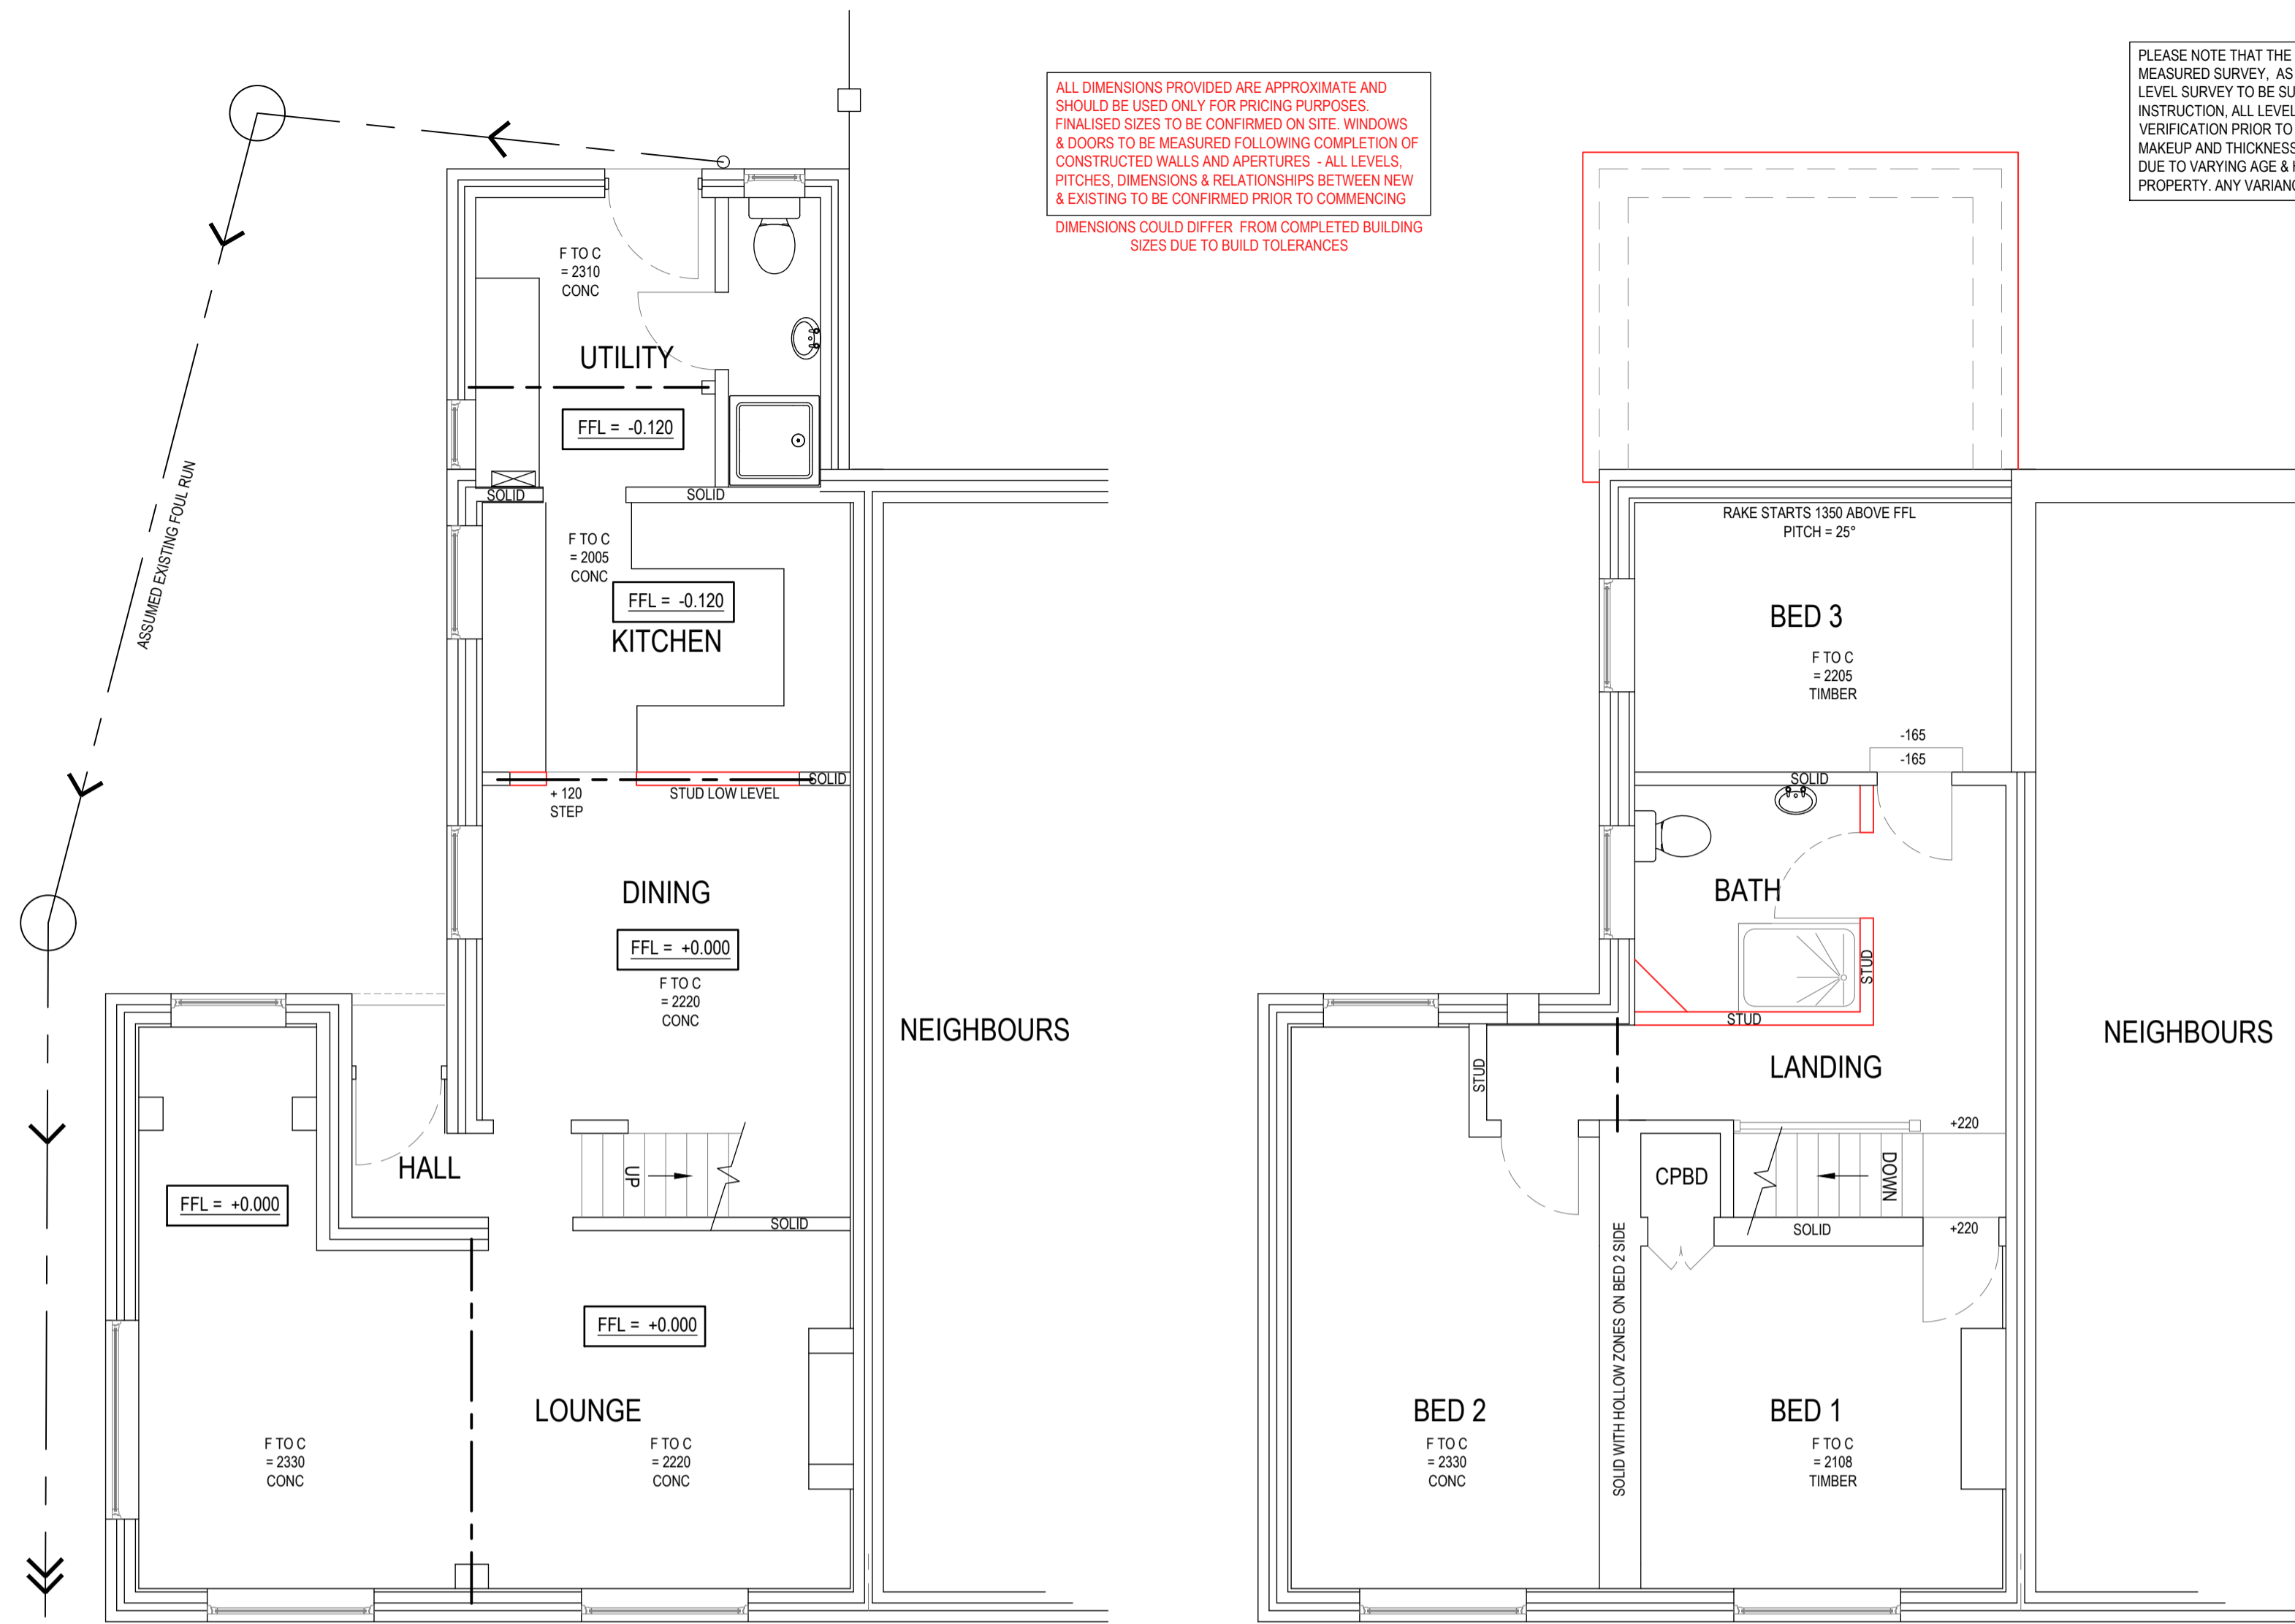 ALL DIMENSIONS PROVIDED ARE APPROXIMATE AND
SHOULD BE USED ONLY FOR PRICING PURPOSES.
FINALISED SIZES TO BE CONFIRMED ON SITE. WINDOWS
& DOORS TO BE MEASURED FOLLOWING COMPLETION OF
CONSTRUCTED WALLS AND APERTURES - ALL LEVELS,
PITCHES, DIMENSIONS & RELATIONSHIPS BETWEEN NEW
& EXISTING TO BE CONFIRMED PRIOR TO COMMENCING
DIMENSIONS COULD DIFFER FROM COMPLETED BUILDING
SIZES DUE TO BUILD TOLERANCES
PLEASE NOTE THAT THE
MEASURED SURVEY, AS
LEVEL SURVEY TO BE SU
INSTRUCTION, ALL LEVEL
VERIFICATION PRIOR TO
MAKEUP AND THICKNESS
DUE TO VARYING AGE &
PROPERTY. ANY VARIANC
ASSUMED EXISTING FOUL RUN
F TO C
= 2310
CONC
UTILITY
FFL = -0.120
SOLID
SOLID
F TO C
= 2005
CONC
FFL = -0.120
KITCHEN
SOLID
+ 120
STEP
STUD LOW LEVEL
DINING
FFL = +0.000
F TO C
= 2220
CONC
NEIGHBOURS
HALL
UP
FFL = +0.000
SOLID
FFL = +0.000
LOUNGE
F TO C
= 2330
CONC
F TO C
= 2220
CONC
RAKE STARTS 1350 ABOVE FFL
PITCH = 25°
BED 3
F TO C
= 2205
TIMBER
-165
-165
SOLID
BATH
STUD
STUD
NEIGHBOURS
LANDING
STUD
+220
CPBD
DOWN
SOLID
+220
SOLID WITH HOLLOW ZONES ON BED 2 SIDE
BED 2
F TO C
= 2330
CONC
BED 1
F TO C
= 2108
TIMBER